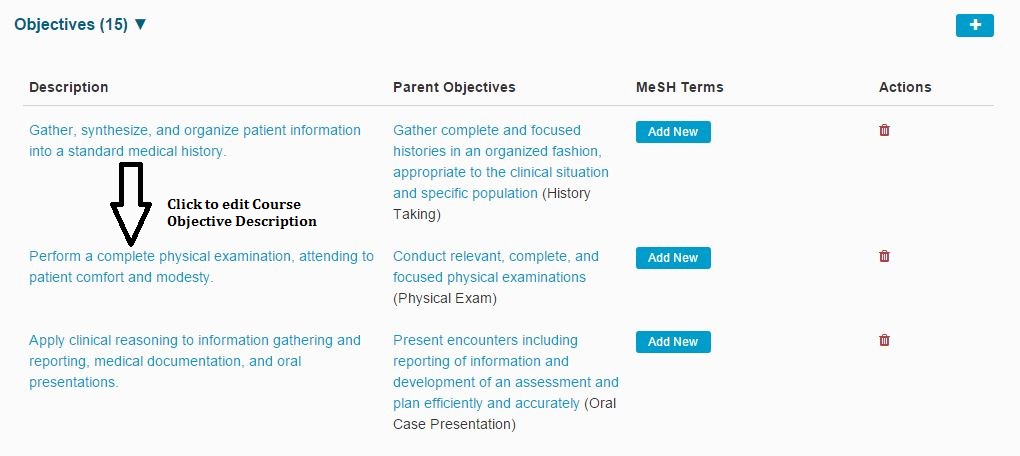 Objectives (15) ▼
+
Description
Parent Objectives
MeSH Terms
Actions
Gather, synthesize, and organize patient information
into a standard medical history.
Gather complete and focused
histories in an organized fashion,
appropriate to the clinical situation
and specific population (History
Taking)
Add New
Click to edit Course
Objective Description
Perform a complete physical examination, attending to
patient comfort and modesty.
Conduct relevant, complete, and
focused physical examinations
(Physical Exam)
Add New
Apply clinical reasoning to information gathering and
reporting, medical documentation, and oral
presentations.
Present encounters including
reporting of information and
development of an assessment and
plan efficiently and accurately (Oral
Case Presentation)
Add New